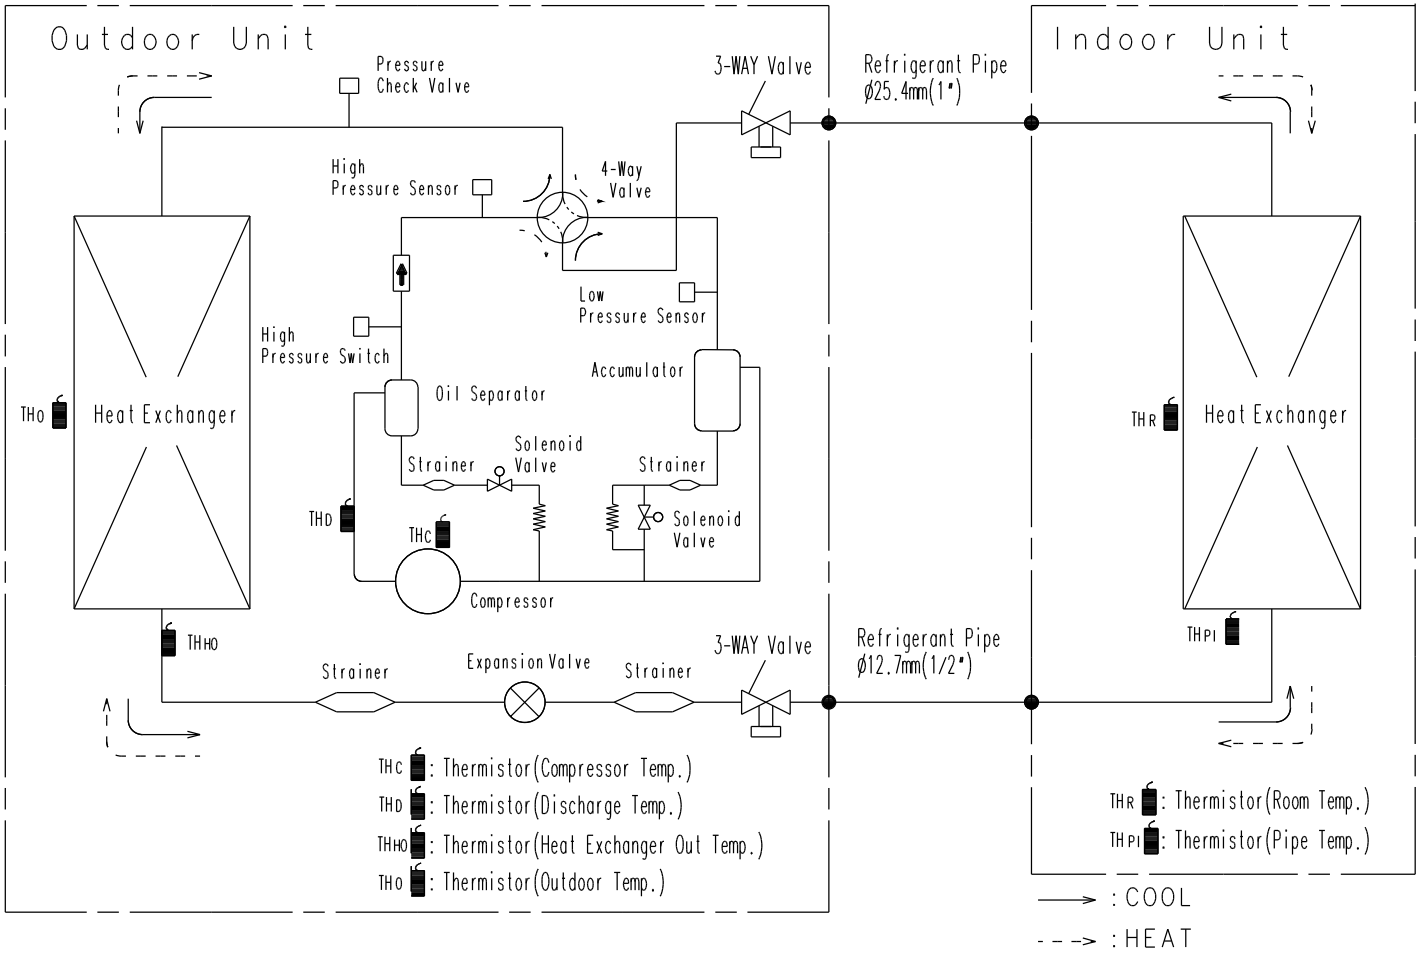 Outdoor Unit
Indoor Unit
Pressure
Check Valve
3-WAY Valve
Refrigerant Pipe
Ø25.4mm(1")
High
Pressure Sensor
4-Way
Valve
Low
Pressure Sensor
High
Pressure Switch
Accumulator
Oil Separator
THO
Heat Exchanger
THR
Heat Exchanger
Solenoid
Valve
Strainer
Strainer
THD
THC
Solenoid
Valve
Compressor
THHO
THPI
3-WAY Valve
Refrigerant Pipe
Ø12.7mm(1/2")
Strainer
Expansion Valve
Strainer
THC : Thermistor(Compressor Temp.)
THD : Thermistor(Discharge Temp.)
THHO : Thermistor(Heat Exchanger Out Temp.)
THO : Thermistor(Outdoor Temp.)
THR : Thermistor(Room Temp.)
THPI : Thermistor(Pipe Temp.)
: COOL
: HEAT